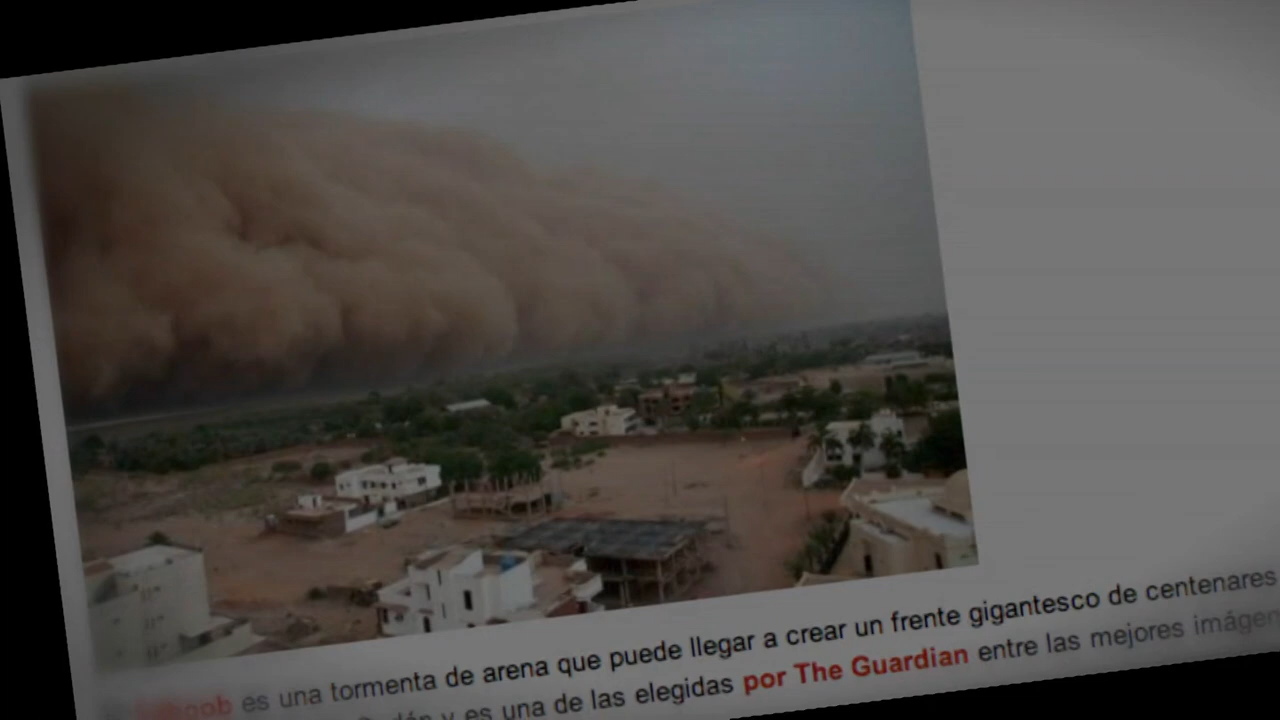 es una tormenta de arena que puede llegar a crear un frente gigantesco de centenares
y es una de las elegidas por The Guardian entre las mejores